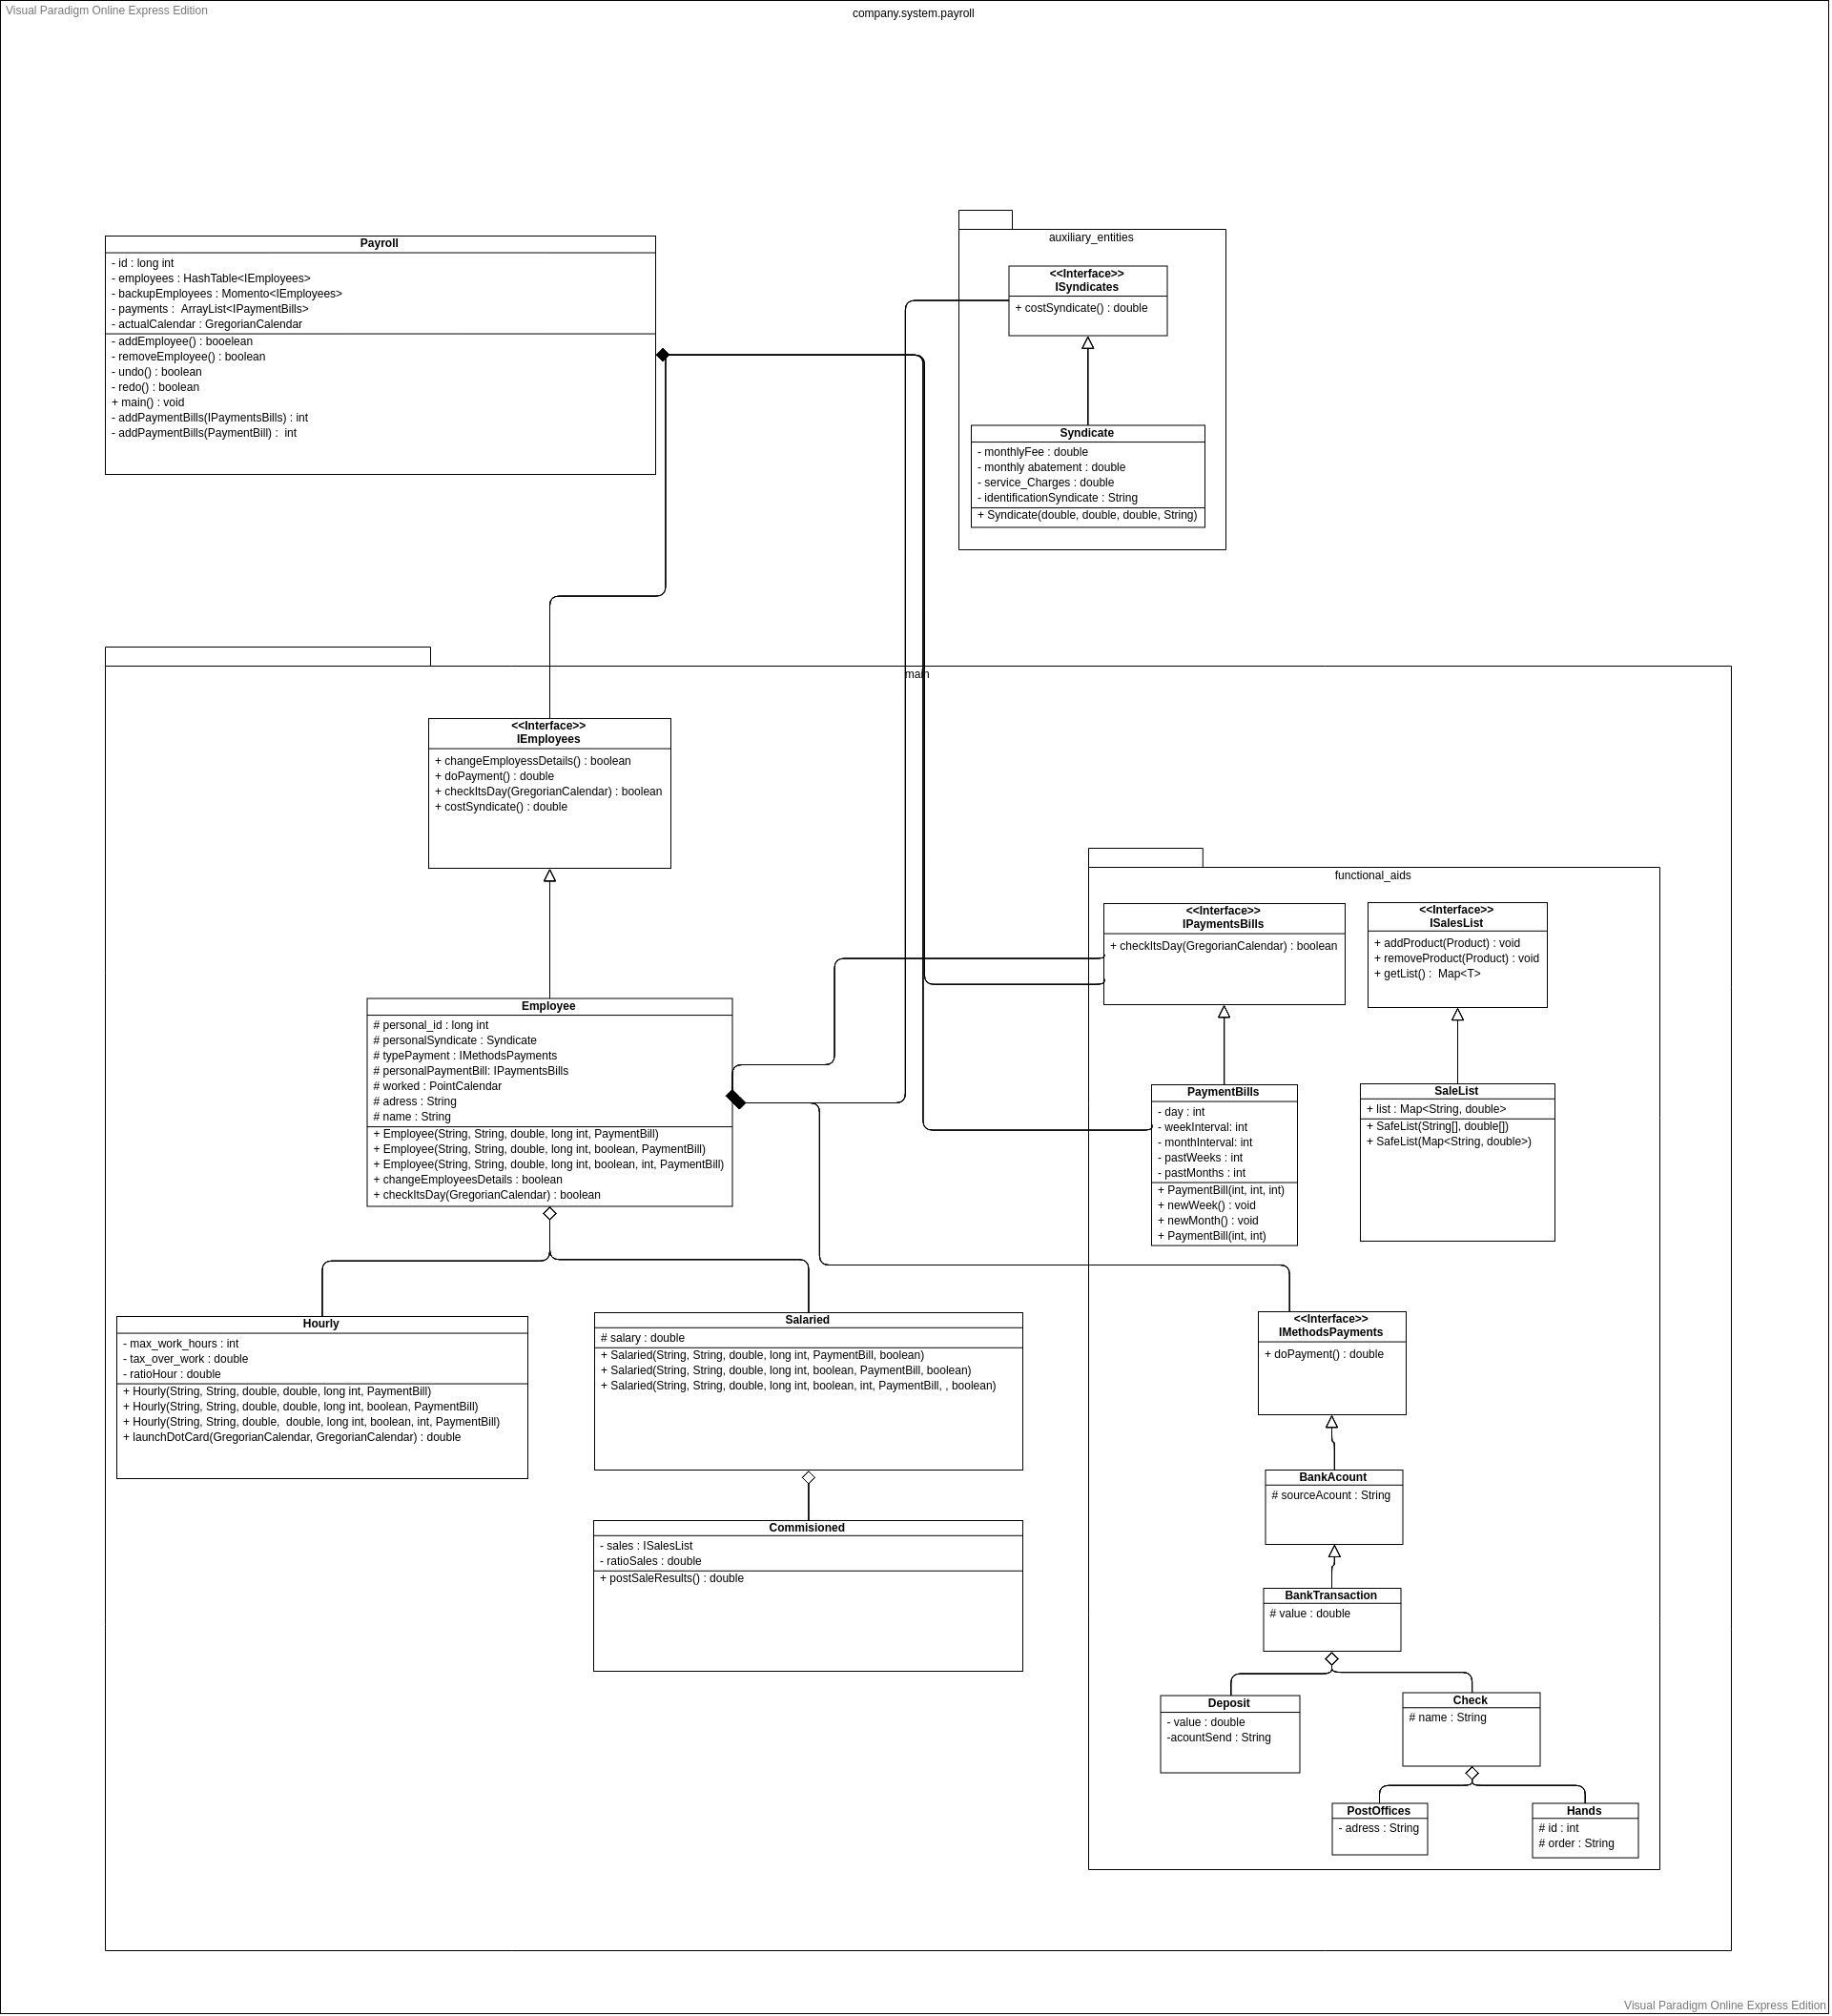 Visual Paradigm Online Express Edition
company.system.payroll
Payroll
- id : long int
- employees : HashTable<IEmployees>
- backupEmployees : Momento<IEmployees>
- payments :  ArrayList<IPaymentBills>
- actualCalendar : GregorianCalendar
- addEmployee() : booelean
- removeEmployee() : boolean
- undo() : boolean
- redo() : boolean
+ main() : void
- addPaymentBills(IPaymentsBills) : int
- addPaymentBills(PaymentBill) :  int
auxiliary_entities
<<Interface>>
ISyndicates
+ costSyndicate() : double
Syndicate
- monthlyFee : double
- monthly abatement : double
- service_Charges : double
- identificationSyndicate : String
+ Syndicate(double, double, double, String)
main
<<Interface>>
IEmployees
+ changeEmployessDetails() : boolean
+ doPayment() : double
+ checkItsDay(GregorianCalendar) : boolean
+ costSyndicate() : double
Employee
# personal_id : long int
# personalSyndicate : Syndicate
# typePayment : IMethodsPayments
# personalPaymentBill: IPaymentsBills
# worked : PointCalendar
# adress : String
# name : String
+ Employee(String, String, double, long int, PaymentBill)
+ Employee(String, String, double, long int, boolean, PaymentBill)
+ Employee(String, String, double, long int, boolean, int, PaymentBill)
+ changeEmployeesDetails : boolean
+ checkItsDay(GregorianCalendar) : boolean
Hourly
- max_work_hours : int
- tax_over_work : double
- ratioHour : double
+ Hourly(String, String, double, double, long int, PaymentBill)
+ Hourly(String, String, double, double, long int, boolean, PaymentBill)
+ Hourly(String, String, double,  double, long int, boolean, int, PaymentBill)
+ launchDotCard(GregorianCalendar, GregorianCalendar) : double
Salaried
# salary : double
+ Salaried(String, String, double, long int, PaymentBill, boolean)
+ Salaried(String, String, double, long int, boolean, PaymentBill, boolean)
+ Salaried(String, String, double, long int, boolean, int, PaymentBill, , boolean)
Commisioned
- sales : ISalesList
- ratioSales : double
+ postSaleResults() : double
functional_aids
<<Interface>>
IPaymentsBills
+ checkItsDay(GregorianCalendar) : boolean
<<Interface>>
ISalesList
+ addProduct(Product) : void
+ removeProduct(Product) : void
+ getList() :  Map<T>
PaymentBills
- day : int
- weekInterval: int
- monthInterval: int
- pastWeeks : int
- pastMonths : int
+ PaymentBill(int, int, int)
+ newWeek() : void
+ newMonth() : void
+ PaymentBill(int, int)
SaleList
+ list : Map<String, double>
+ SafeList(String[], double[])
+ SafeList(Map<String, double>)
<<Interface>>
IMethodsPayments
+ doPayment() : double
BankAcount
# sourceAcount : String
BankTransaction
# value : double
Deposit
- value : double
-acountSend : String
Check
# name : String
PostOffices
- adress : String
Hands
# id : int
# order : String
Visual Paradigm Online Express Edition